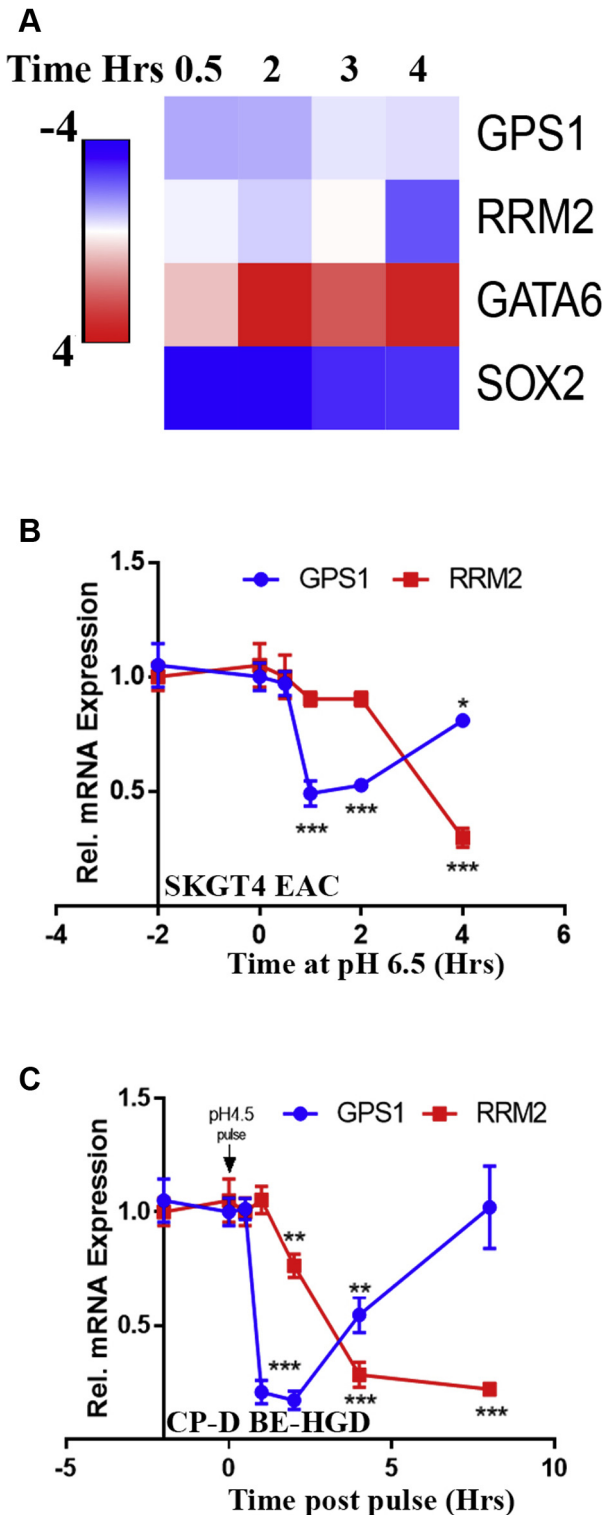 A
Time Hrs 0.5 2 3 4
-4
4
GPS1
RRM2
GATA6
SOX2
B
GPS1 RRM2
Rel. mRNA Expression
1.5
1.0
0.5
*
***
***
***
SKGT4 EAC
-4 -2 0 2 4 6
Time at pH 6.5 (Hrs)
C
pH4.5
pulse
GPS1 RRM2
Rel. mRNA Expression
1.5
1.0
0.5
**
**
***
***
***
CP-D BE-HGD
-5 0 5 10
Time post pulse (Hrs)